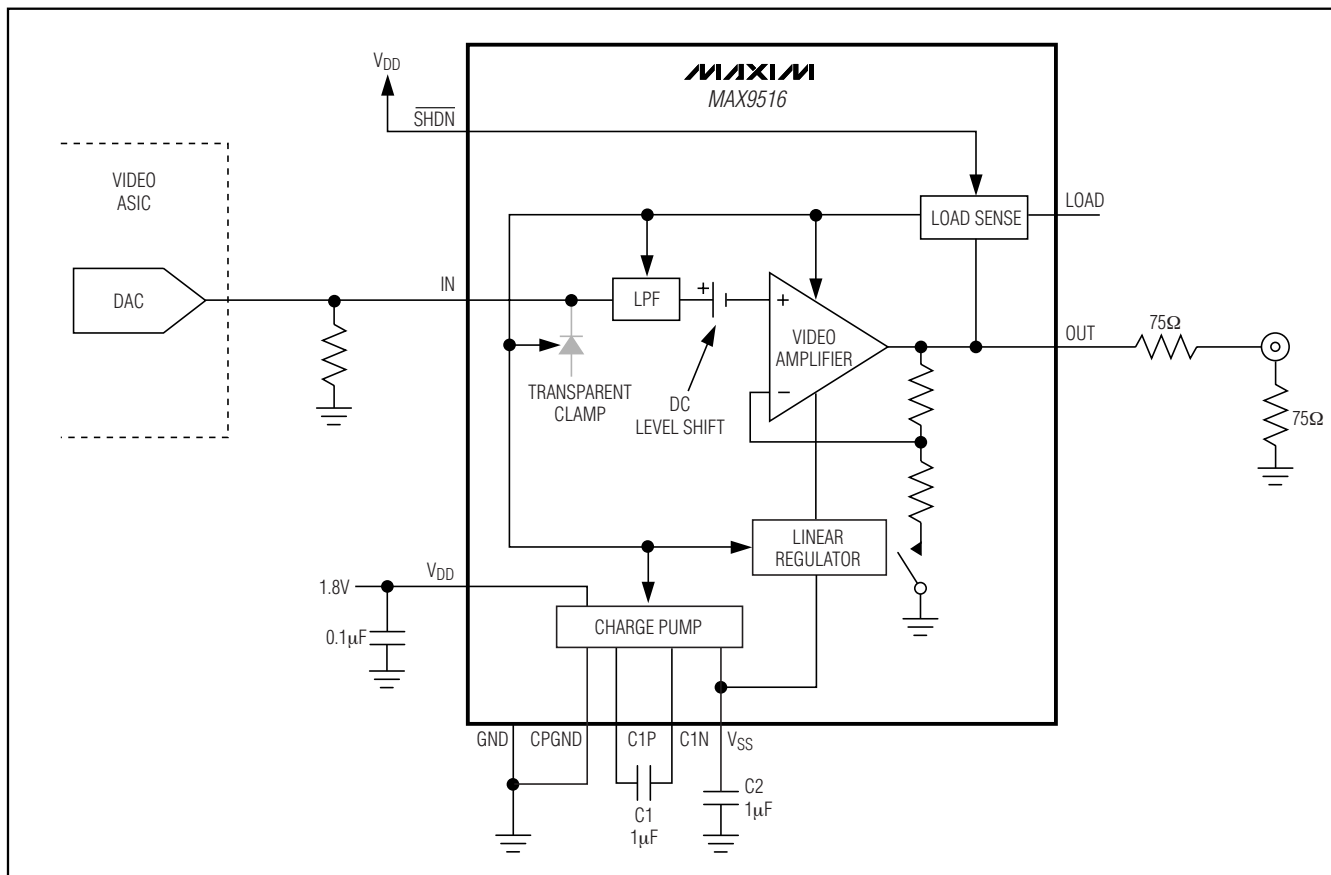 MAXIM
MAX9516
VDD
SHDN
VIDEO
ASIC
DAC
IN
LPF
+
+
−
VIDEO
AMPLIFIER
LOAD SENSE
LOAD
OUT
75Ω
75Ω
TRANSPARENT
CLAMP
DC
LEVEL SHIFT
LINEAR
REGULATOR
1.8V
VDD
0.1μF
CHARGE PUMP
GND
CPGND
C1P
C1N
VSS
C1
1μF
C2
1μF